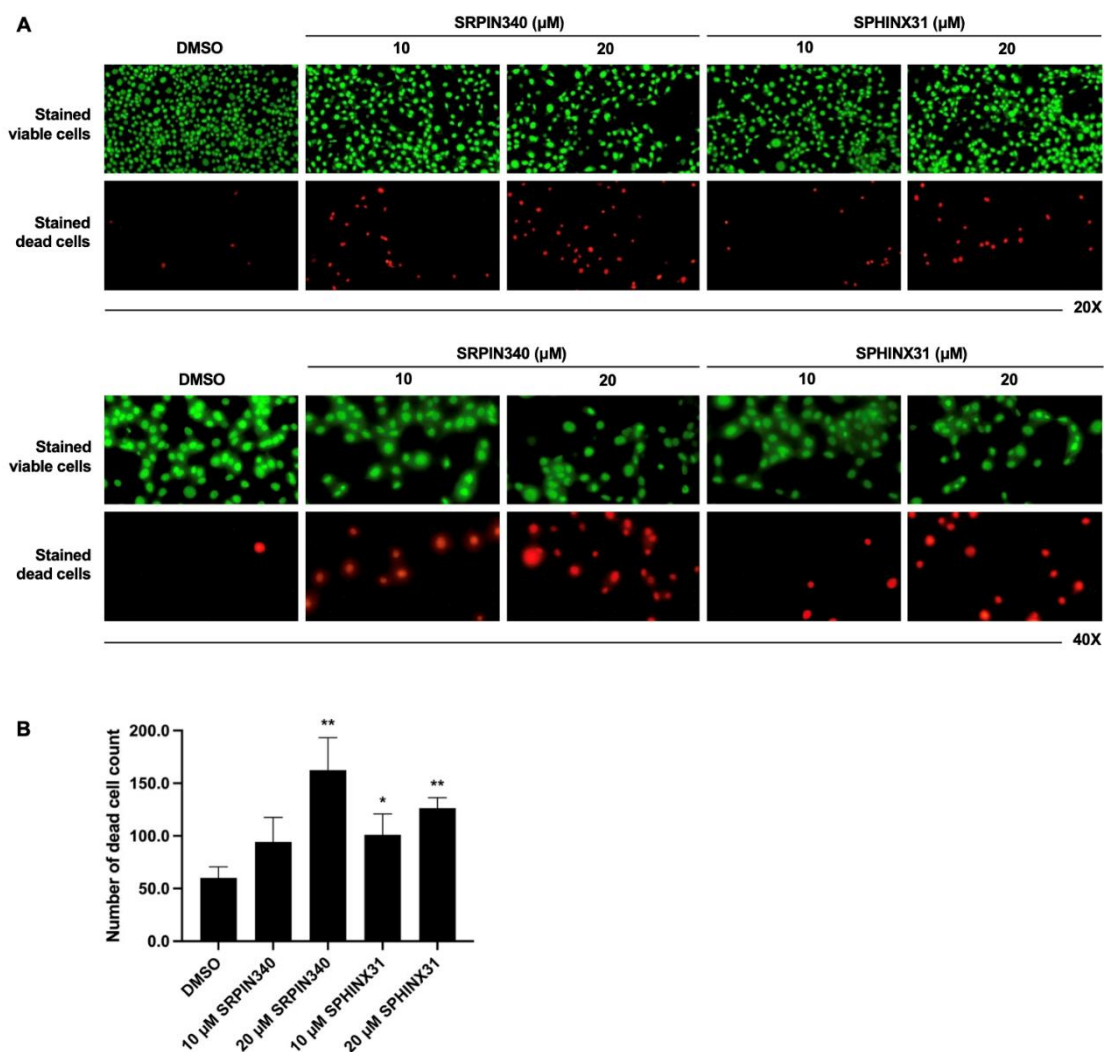 A
SRPIN340 (µM)
SPHINX31 (µM)
DMSO
10
20
10
20
Stained
viable cells
Stained
dead cells
20X
SRPIN340 (µM)
SPHINX31 (µM)
DMSO
10
20
10
20
Stained
viable cells
Stained
dead cells
40X
B
Number of dead cell count
200.0
150.0
100.0
50.0
0.0
**
*
**
DMSO
10 µM SRPIN340
20 µM SRPIN340
10 µM SPHINX31
20 µM SPHINX31